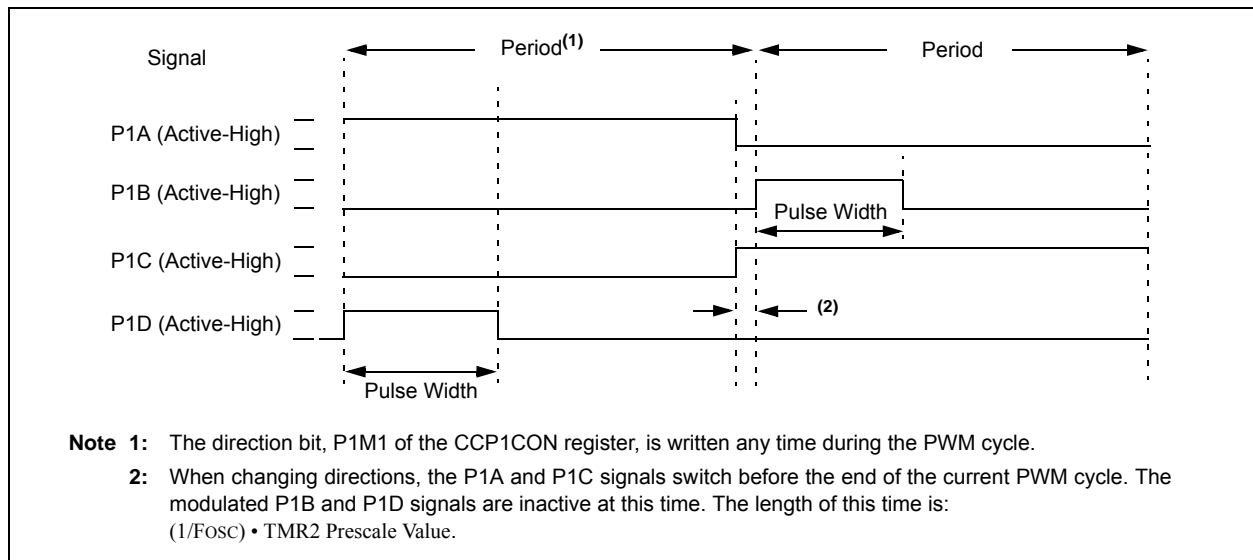 Signal
Period(1)
Period
P1A (Active-High)
P1B (Active-High)
Pulse Width
P1C (Active-High)
(2)
P1D (Active-High)
Pulse Width
Note 1: The direction bit, P1M1 of the CCP1CON register, is written any time during the PWM cycle.
2: When changing directions, the P1A and P1C signals switch before the end of the current PWM cycle. The
modulated P1B and P1D signals are inactive at this time. The length of this time is:
(1/FOSC) • TMR2 Prescale Value.